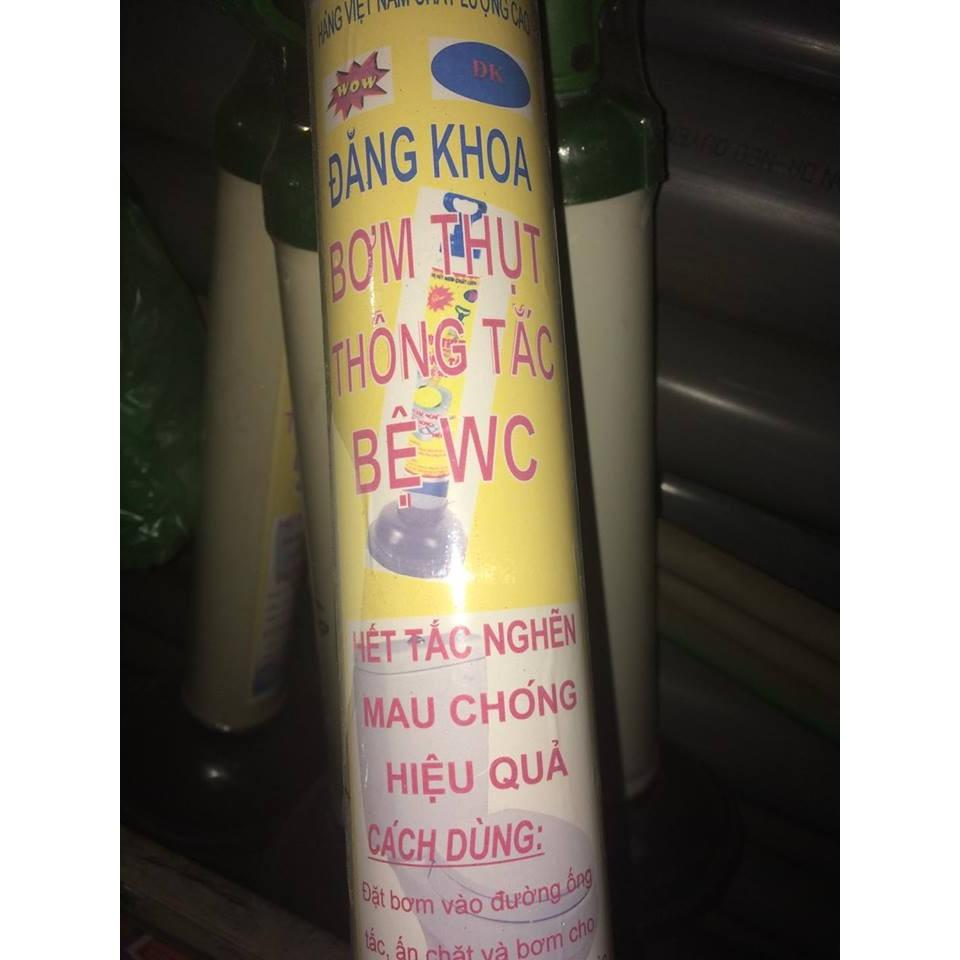 HÀNG VIỆT NAM CHẤT LƯỢNG CAO
WOW
ĐK
ĐĂNG KHOA
BƠM THỤT
THÔNG TẮC
BỆ WC
HẾT TẮC NGHẼN
MAU CHÓNG
HIỆU QUẢ
CÁCH DÙNG:
Đặt bơm vào đường ống
tắc, ấn chặt và bơm cho